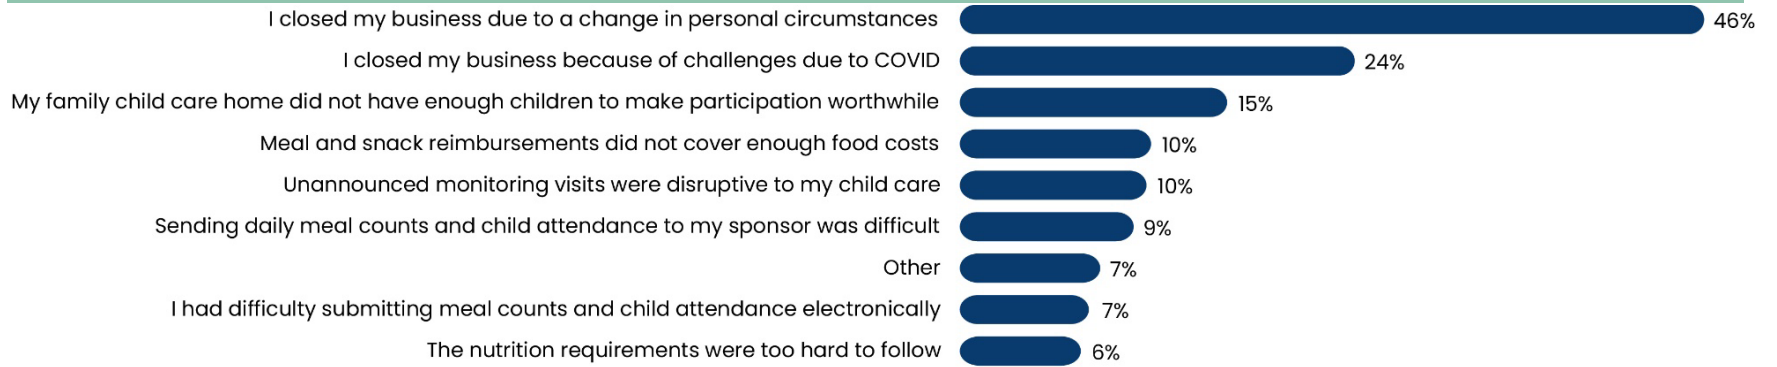 I closed my business due to a change in personal circumstances 46%
I closed my business because of challenges due to COVID 24%
My family child care home did not have enough children to make participation worthwhile 15%
Meal and snack reimbursements did not cover enough food costs 10%
Unannounced monitoring visits were disruptive to my child care 10%
Sending daily meal counts and child attendance to my sponsor was difficult 9%
Other 7%
I had difficulty submitting meal counts and child attendance electronically 7%
The nutrition requirements were too hard to follow 6%